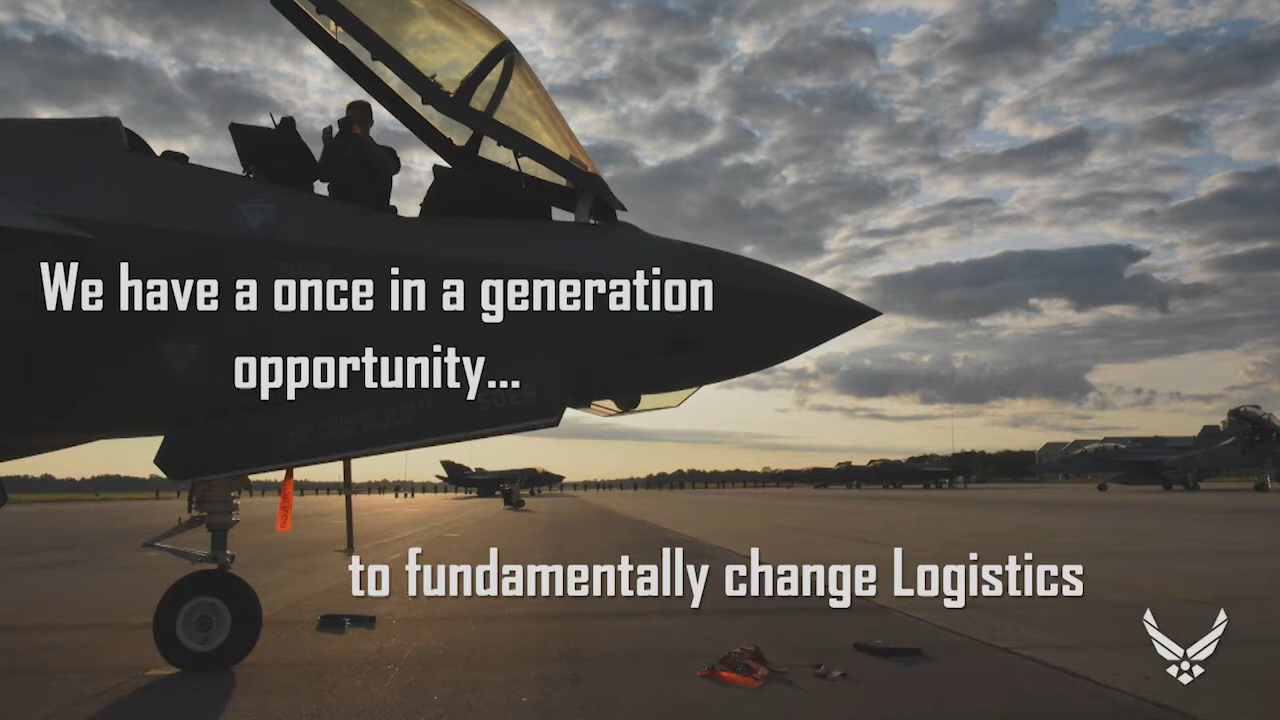 We have a once in a generation
opportunity...
to fundamentally change Logistics